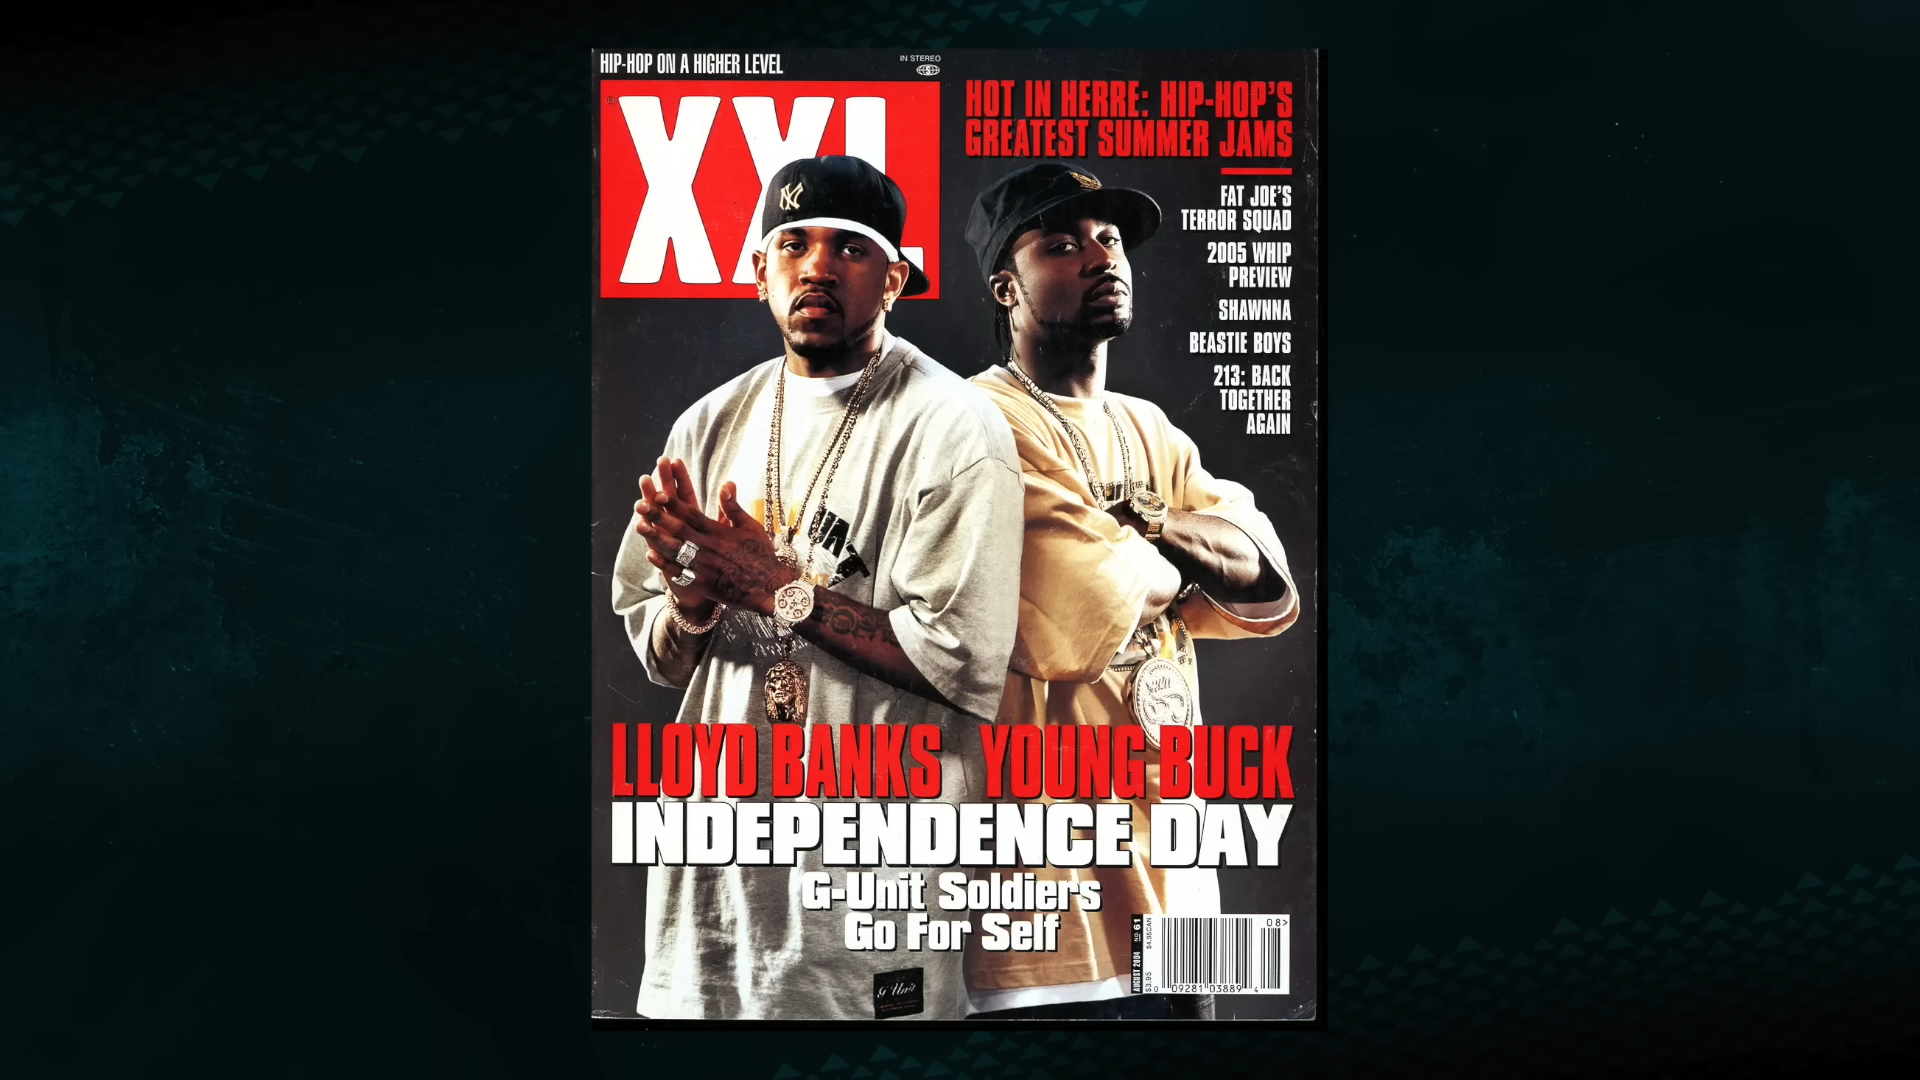 HIP-HOP ON A HIGHER LEVEL
IN STEREO
XXL
HOT IN HERRE: HIP-HOP'S
GREATEST SUMMER JAMS
FAT JOE'S
TERROR SQUAD
2005 WHIP
PREVIEW
SHAWNNA
BEASTIE BOYS
213: BACK
TOGETHER
AGAIN
NY
LLOYD BANKS YOUNG BUCK
INDEPENDENCE DAY
G-Unit Soldiers
Go For Self
G Unit
AUGUST 2004 NO. 61
$3.95 $4.95CAN
08>
0 09281 03889 4